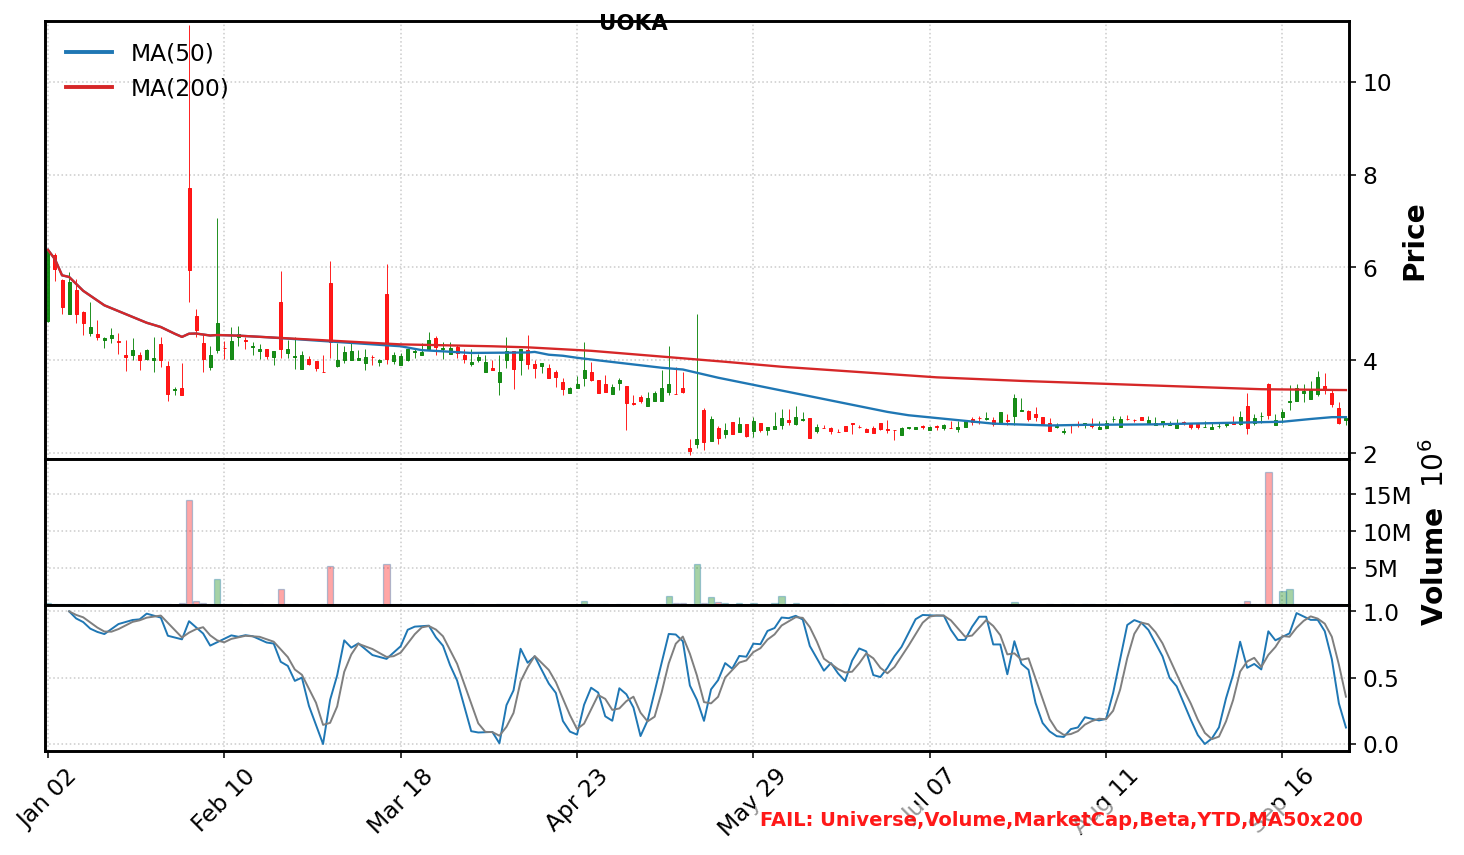 UOKA
MA(50)
MA(200)
10
8
6
4
2
Price
15M
10M
5M
Volume 10^6
1.0
0.5
0.0
Jan 02
Feb 10
Mar 18
Apr 23
May 29
Jul 07
Aug 11
Sep 16
FAIL: Universe,Volume,MarketCap,Beta,YTD,MA50x200